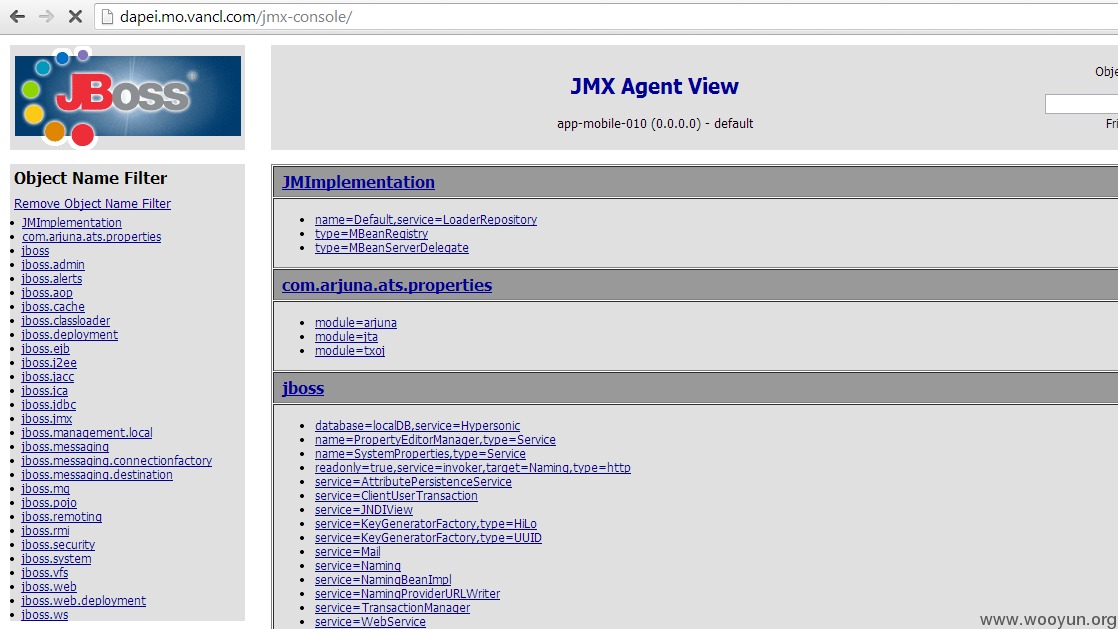 dapei.mo.vancl.com/jmx-console/
JBoss
®
JMX Agent View
app-mobile-010 (0.0.0.0) - default
Object Name Filter
Remove Object Name Filter
JMImplementation
com.arjuna.ats.properties
jboss
jboss.admin
jboss.alerts
jboss.aop
jboss.cache
jboss.classloader
jboss.deployment
jboss.ejb
jboss.j2ee
jboss.jacc
jboss.jca
jboss.jdbc
jboss.jmx
jboss.management.local
jboss.messaging
jboss.messaging.connectionfactory
jboss.messaging.destination
jboss.mq
jboss.pojo
jboss.remoting
jboss.rmi
jboss.security
jboss.system
jboss.vfs
jboss.web
jboss.web.deployment
jboss.ws
Obje
Fri
JMImplementation
name=Default,service=LoaderRepository
type=MBeanRegistry
type=MBeanServerDelegate
com.arjuna.ats.properties
module=arjuna
module=jta
module=txoj
jboss
database=localDB,service=Hypersonic
name=PropertyEditorManager,type=Service
name=SystemProperties,type=Service
readonly=true,service=invoker,target=Naming,type=http
service=AttributePersistenceService
service=ClientUserTransaction
service=JNDIView
service=KeyGeneratorFactory,type=HiLo
service=KeyGeneratorFactory,type=UUID
service=Mail
service=Naming
service=NamingBeanImpl
service=NamingProviderURLWriter
service=TransactionManager
service=WebService
www.wooyun.org